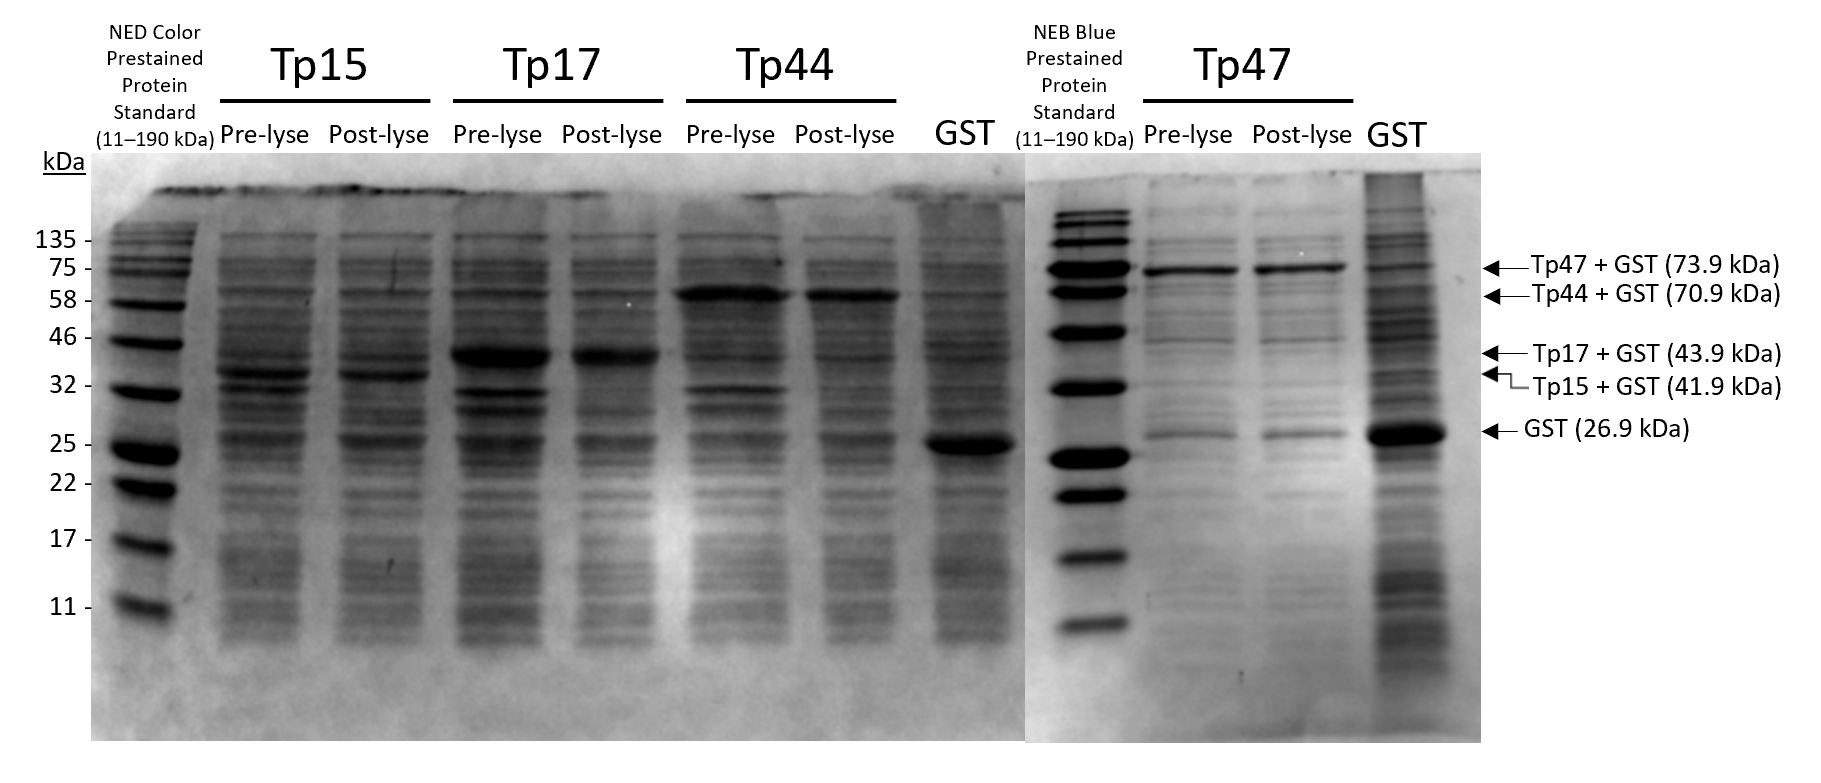 NED Color
Prestained
Protein
Standard
(11–190 kDa)
Tp15
Pre-lyse Post-lyse
Tp17
Pre-lyse Post-lyse
Tp44
Pre-lyse Post-lyse
GST
NEB Blue
Prestained
Protein
Standard
(11–190 kDa)
Tp47
Pre-lyse Post-lyse
GST
kDa
135 -
75 -
58 -
46 -
32 -
25 -
22 -
17 -
11 -
Tp47 + GST (73.9 kDa)
Tp44 + GST (70.9 kDa)
Tp17 + GST (43.9 kDa)
Tp15 + GST (41.9 kDa)
GST (26.9 kDa)